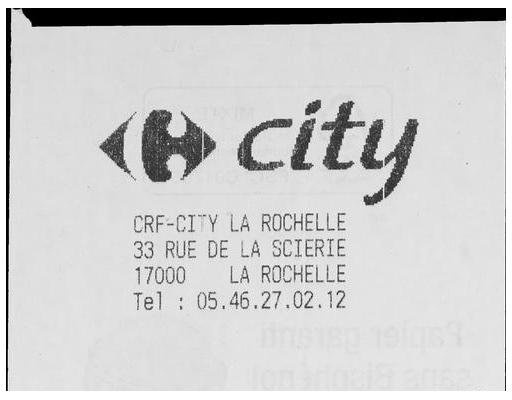 city
CRF-CITY LA ROCHELLE
33 RUE DE LA SCIERIE
17000 LA ROCHELLE
Tel : 05.46.27.02.12
Papier garanti
sans Bisphénol